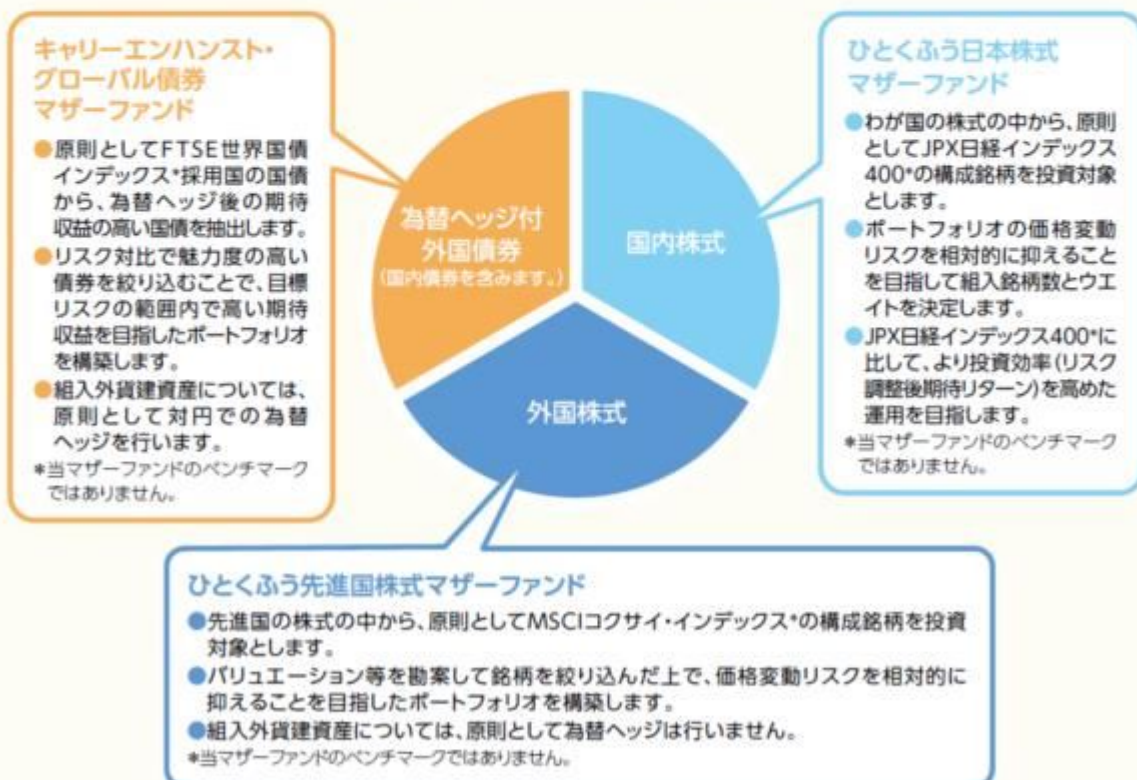 キャリーエンハンスト・
グローバル債券
マザーファンド
●原則としてFTSE世界国債
インデックス*採用国の国債
から、為替ヘッジ後の期待
収益の高い国債を抽出します。
●リスク対比で魅力度の高い
債券を絞り込むことで、目標
リスクの範囲内で高い期待
収益を目指したポートフォリオ
を構築します。
●組入外貨建資産については、
原則として対円での為替
ヘッジを行います。
*当マザーファンドのベンチマーク
ではありません。
為替ヘッジ付
外国債券
(国内債券を含みます。)
国内株式
外国株式
ひとくふう日本株式
マザーファンド
●わが国の株式の中から、原則
としてJPX日経インデックス
400*の構成銘柄を投資対象
とします。
●ポートフォリオの価格変動
リスクを相対的に抑えること
を目指して組入銘柄数とウエ
イトを決定します。
●JPX日経インデックス400*に
比して、より投資効率(リスク
調整後期待リターン)を高めた
運用を目指します。
*当マザーファンドのベンチマーク
ではありません。
ひとくふう先進国株式マザーファンド
●先進国の株式の中から、原則としてMSCIコクサイ・インデックス*の構成銘柄を投資
対象とします。
●バリュエーション等を勘案して銘柄を絞り込んだ上で、価格変動リスクを相対的に
抑えることを目指したポートフォリオを構築します。
●組入外貨建資産については、原則として為替ヘッジは行いません。
*当マザーファンドのベンチマークではありません。